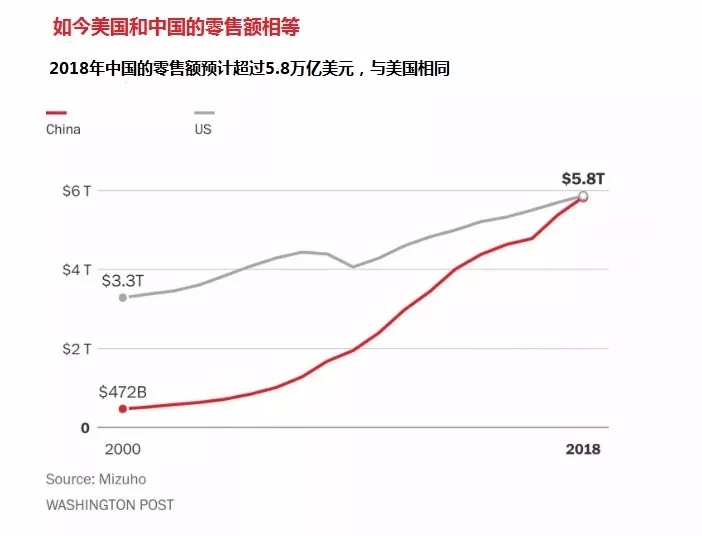 如今美国和中国的零售额相等
2018年中国的零售额预计超过5.8万亿美元，与美国相同
China
US
$5.8T
$6 T
$4 T
$3.3T
$2 T
$472B
0
2000
2018
Source: Mizuho
WASHINGTON POST